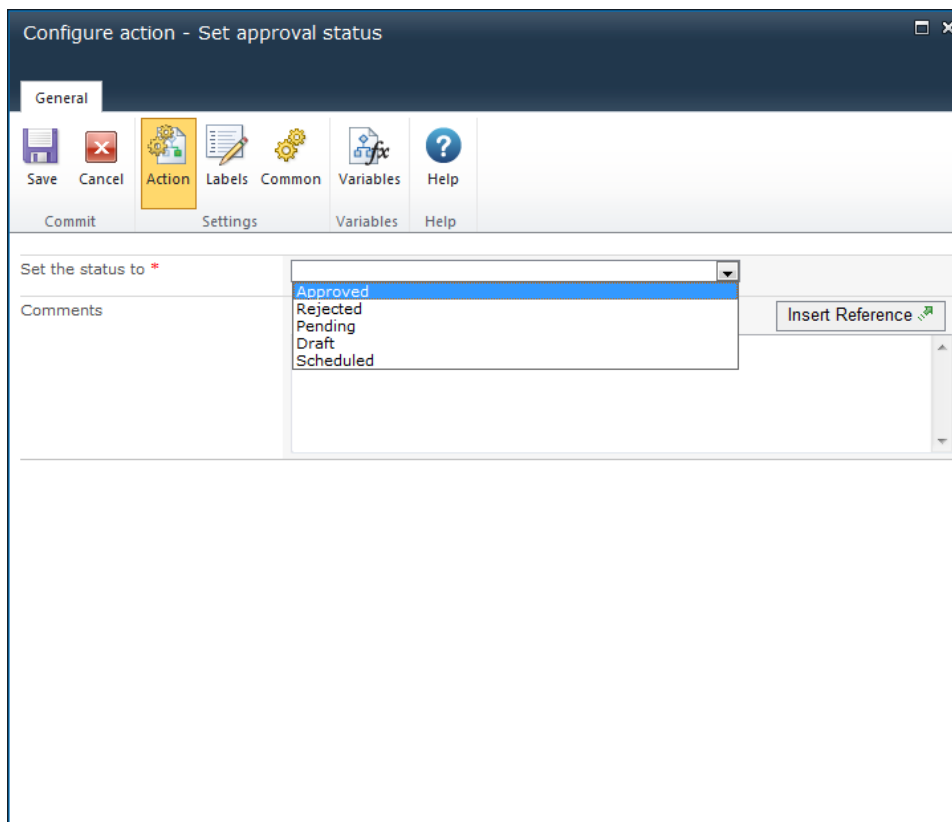 Configure action - Set approval status
General
Save Cancel Action Labels Common Variables Help
Commit Settings Variables Help
Set the status to *
Approved
Rejected
Pending
Draft
Scheduled
Comments
Insert Reference